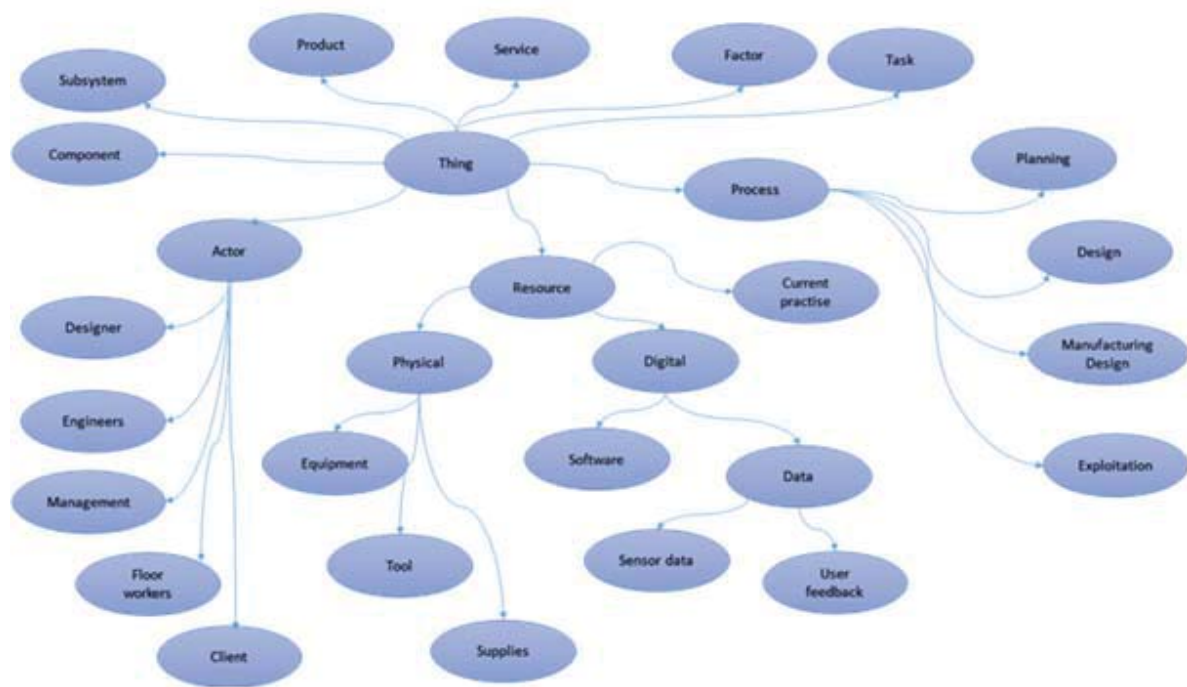 Product
Service
Factor
Task
Subsystem
Component
Thing
Planning
Process
Actor
Design
Resource
Current
practise
Designer
Physical
Digital
Manufacturing
Design
Engineers
Equipment
Software
Data
Exploitation
Management
Tool
Sensor data
User
feedback
Floor
workers
Client
Supplies